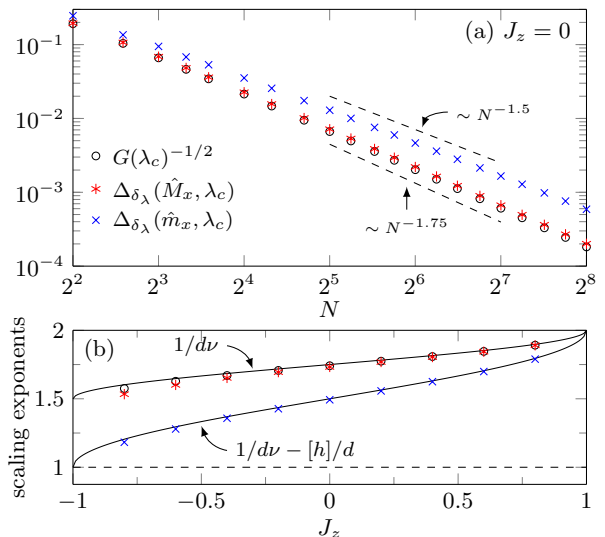 (a) J_z = 0
10^{-1}
10^{-2}
10^{-3}
10^{-4}
∼ N^{-1.5}
G(λ_c)^{-1/2}
Δ_{δ_λ}(M̂_x, λ_c)
Δ_{δ_λ}(m̂_x, λ_c)
∼ N^{-1.75}
2^2 2^3 2^4 2^5 2^6 2^7 2^8
N
(b)
scaling exponents
2
1.5
1
1/dν
1/dν − [h]/d
−1 −0.5 0 0.5 1
J_z